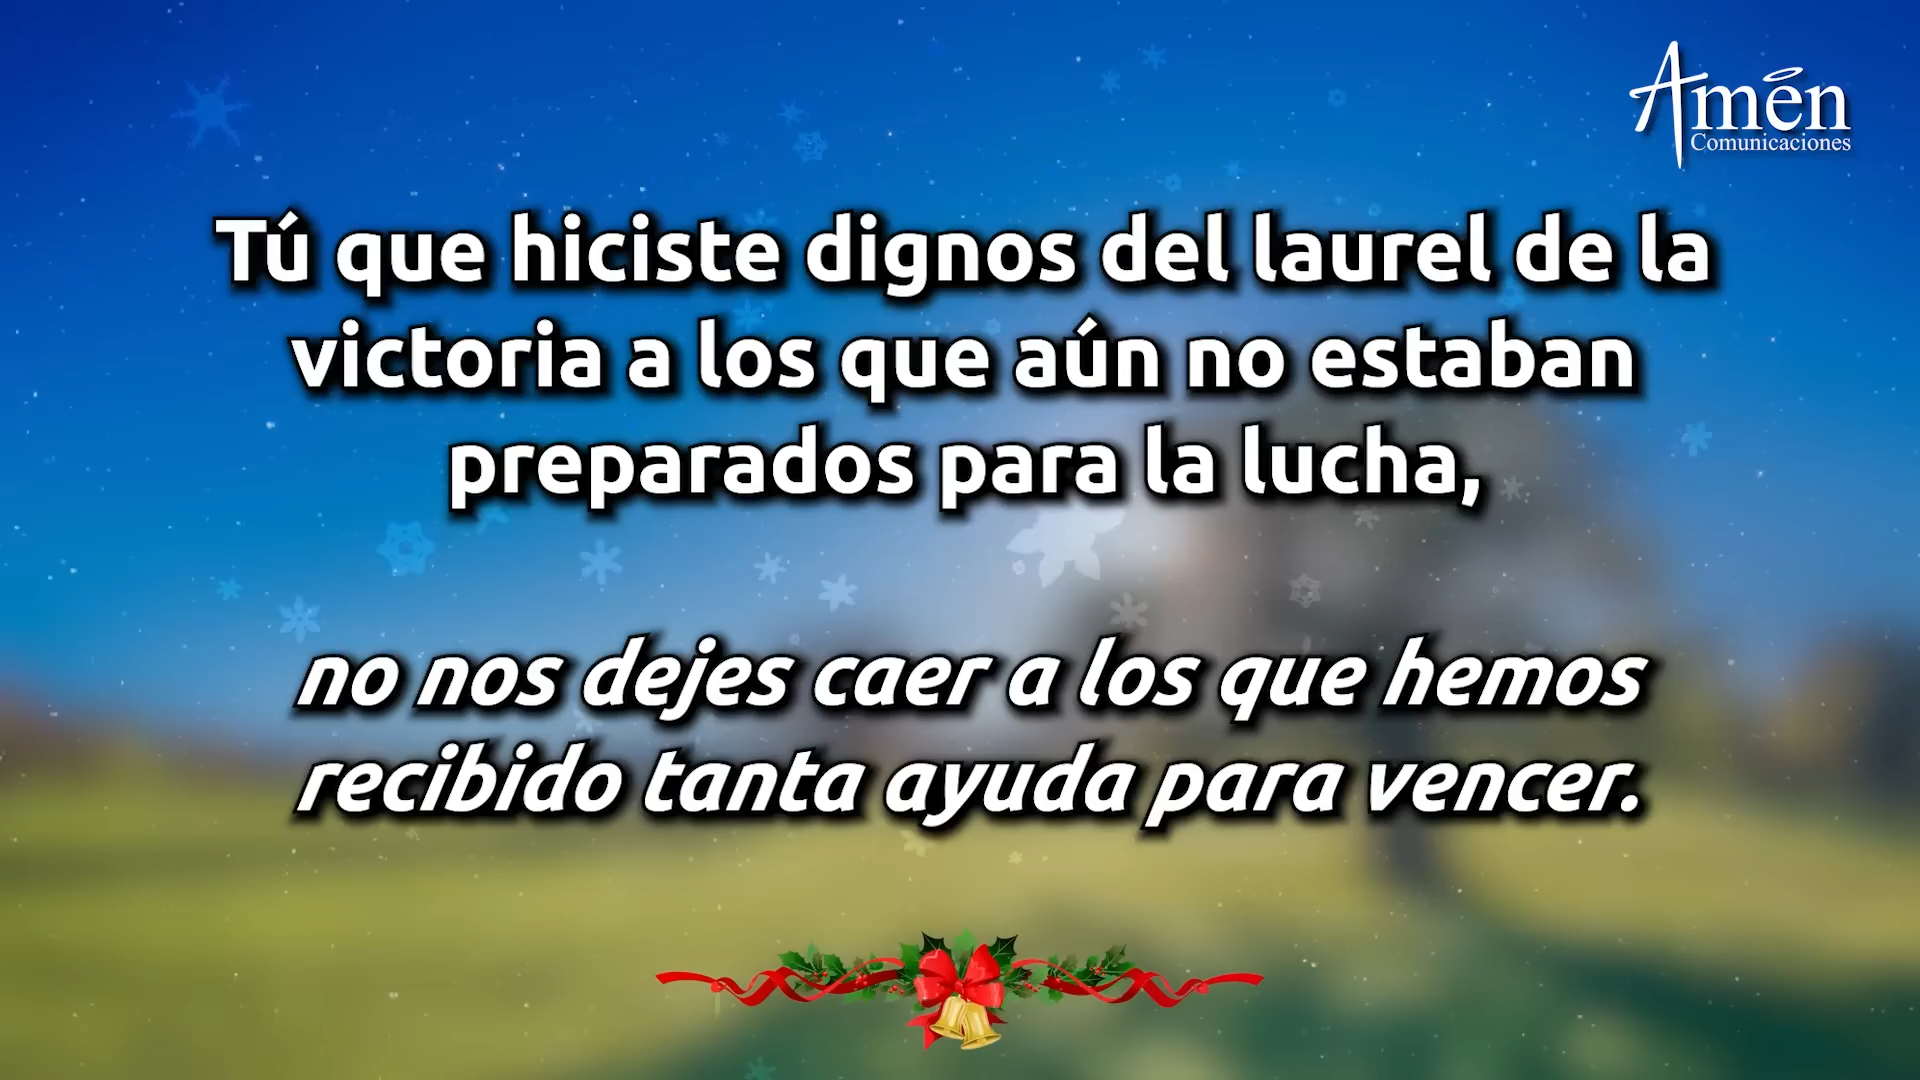 Amén
Comunicaciones
Tú que hiciste dignos del laurel de la
victoria a los que aún no estaban
preparados para la lucha,
no nos dejes caer a los que hemos
recibido tanta ayuda para vencer.